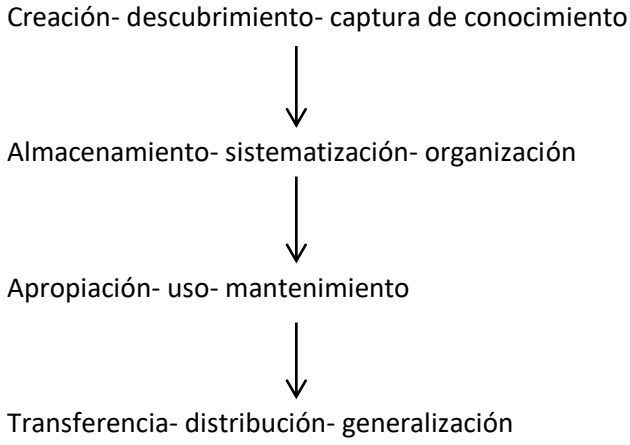 Creación- descubrimiento- captura de conocimiento
Almacenamiento- sistematización- organización
Apropiación- uso- mantenimiento
Transferencia- distribución- generalización